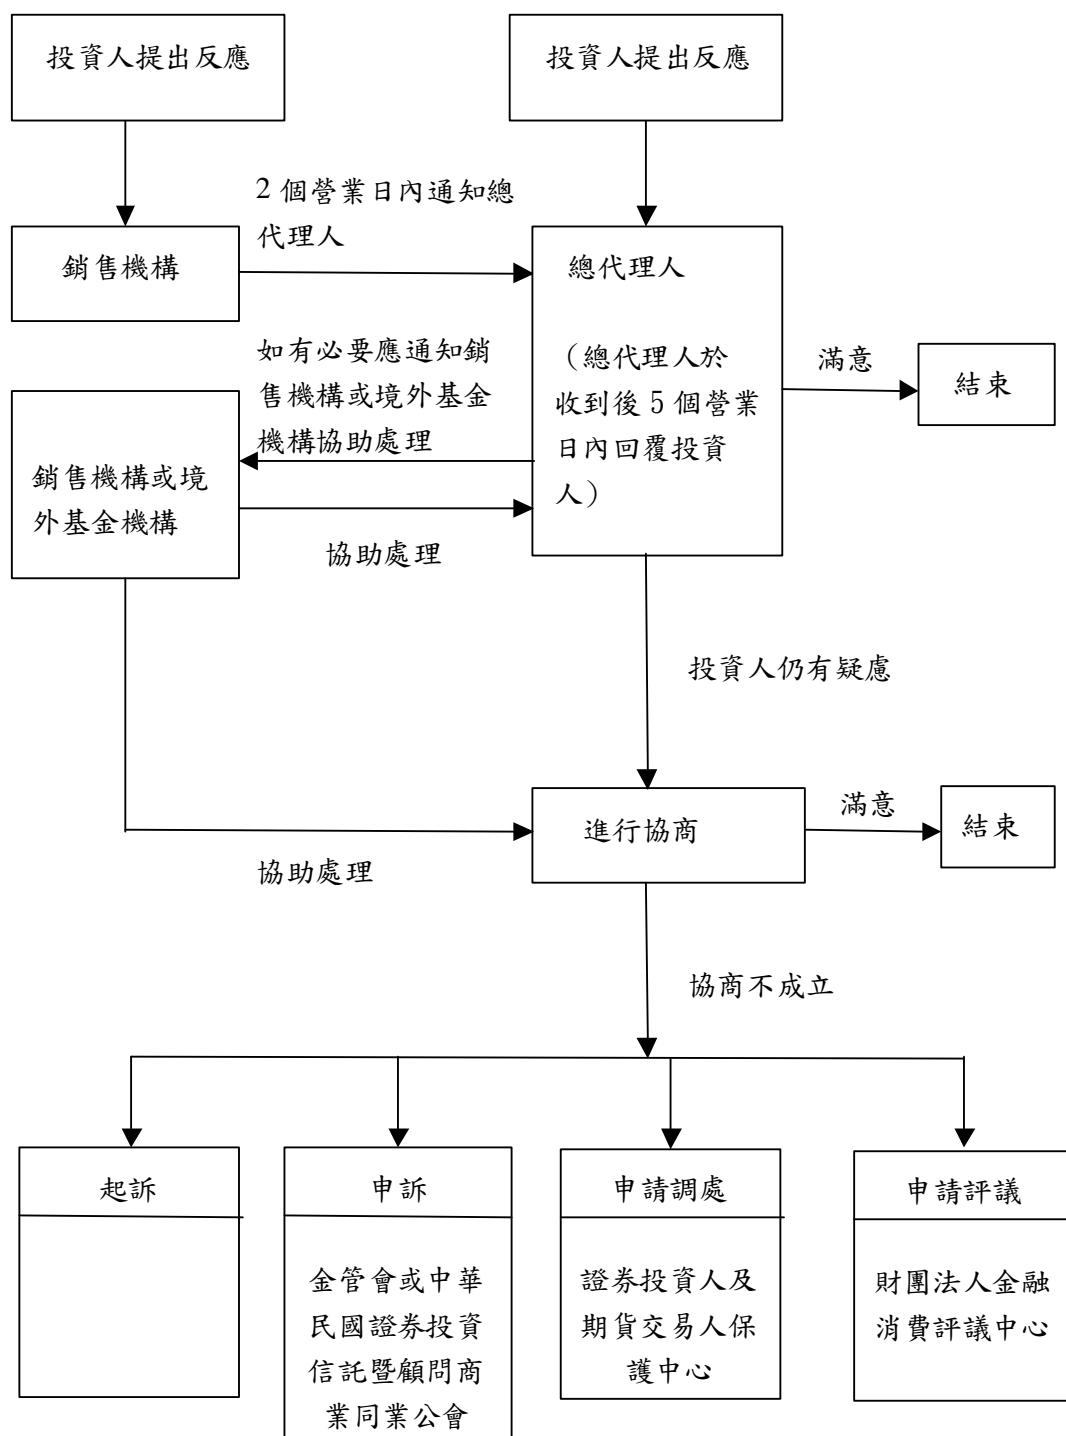 投資人提出反應
投資人提出反應
2 個營業日內通知總
代理人
銷售機構
總代理人
（總代理人於
收到後 5 個營業
日內回覆投資
人）
滿意
結束
如有必要應通知銷
售機構或境外基金
機構協助處理
銷售機構或境
外基金機構
協助處理
投資人仍有疑慮
進行協商
滿意
結束
協助處理
協商不成立
起訴
申訴
金管會或中華
民國證券投資
信託暨顧問商
業同業公會
申請調處
證券投資人及
期貨交易人保
護中心
申請評議
財團法人金融
消費評議中心